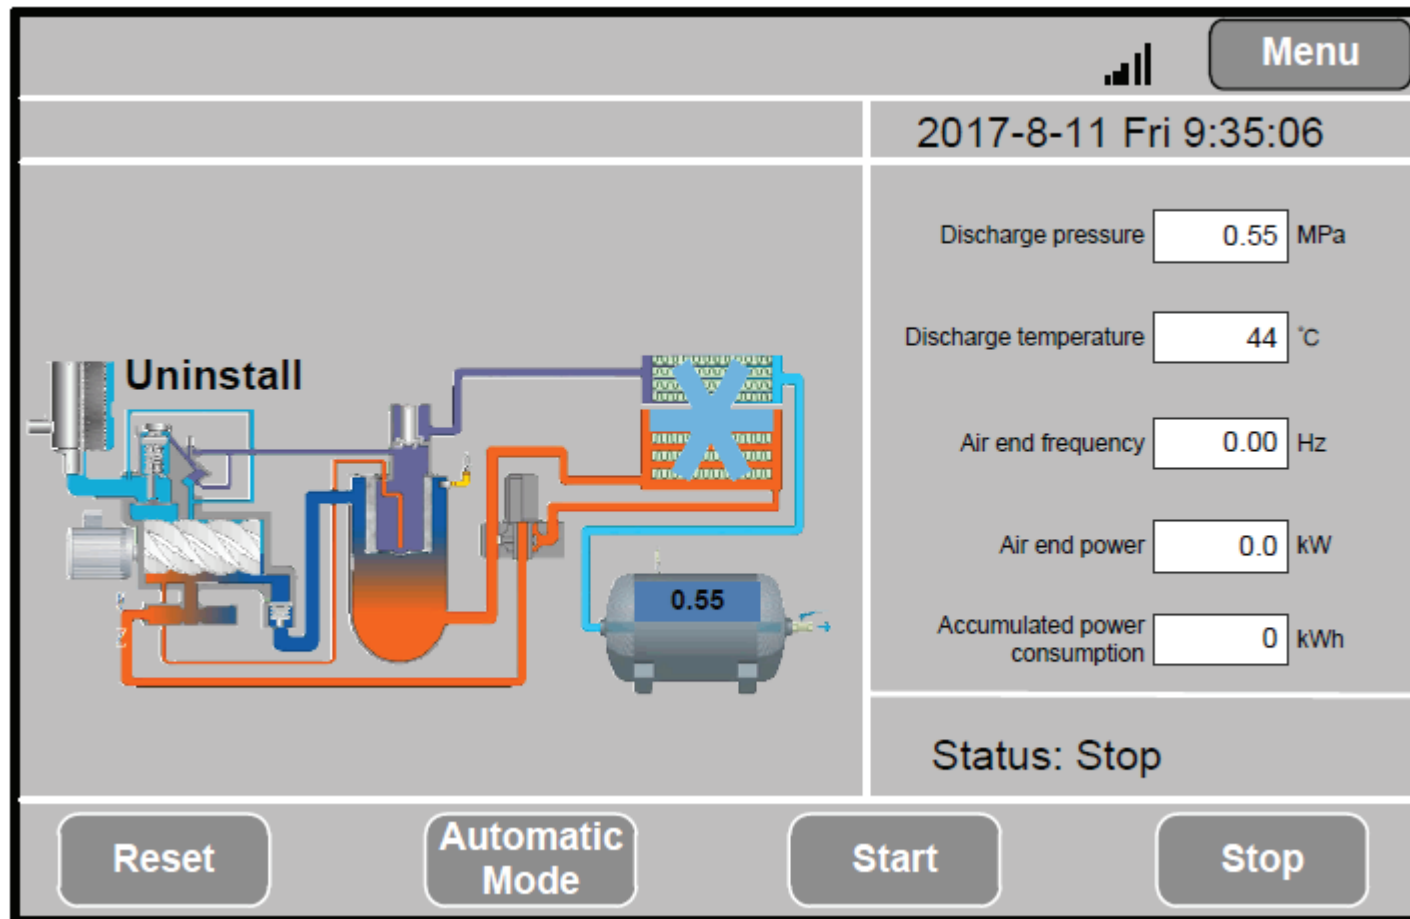 Menu
2017-8-11 Fri 9:35:06
Discharge pressure 0.55 MPa
Discharge temperature 44 °C
Air end frequency 0.00 Hz
Air end power 0.0 kW
Accumulated power
consumption 0 kWh
Uninstall
0.55
Status: Stop
Reset
Automatic
Mode
Start
Stop